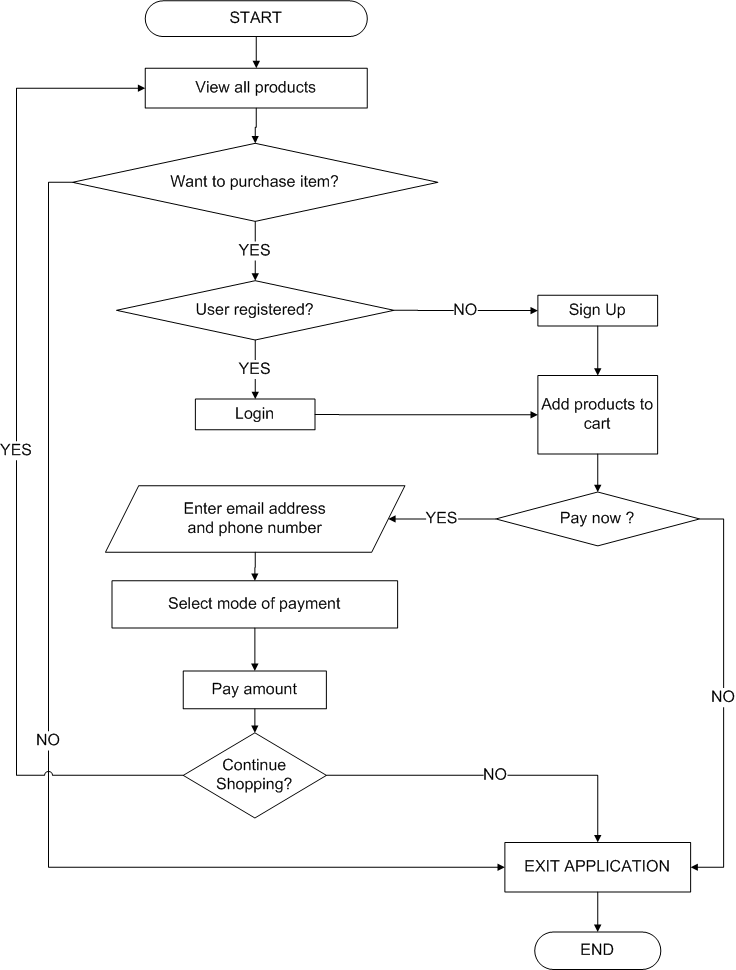 START
View all products
Want to purchase item?
YES
User registered?
NO
Sign Up
YES
Login
Add products to
cart
YES
Enter email address
and phone number
YES
Pay now ?
Select mode of payment
Pay amount
NO
NO
Continue
Shopping?
NO
EXIT APPLICATION
END